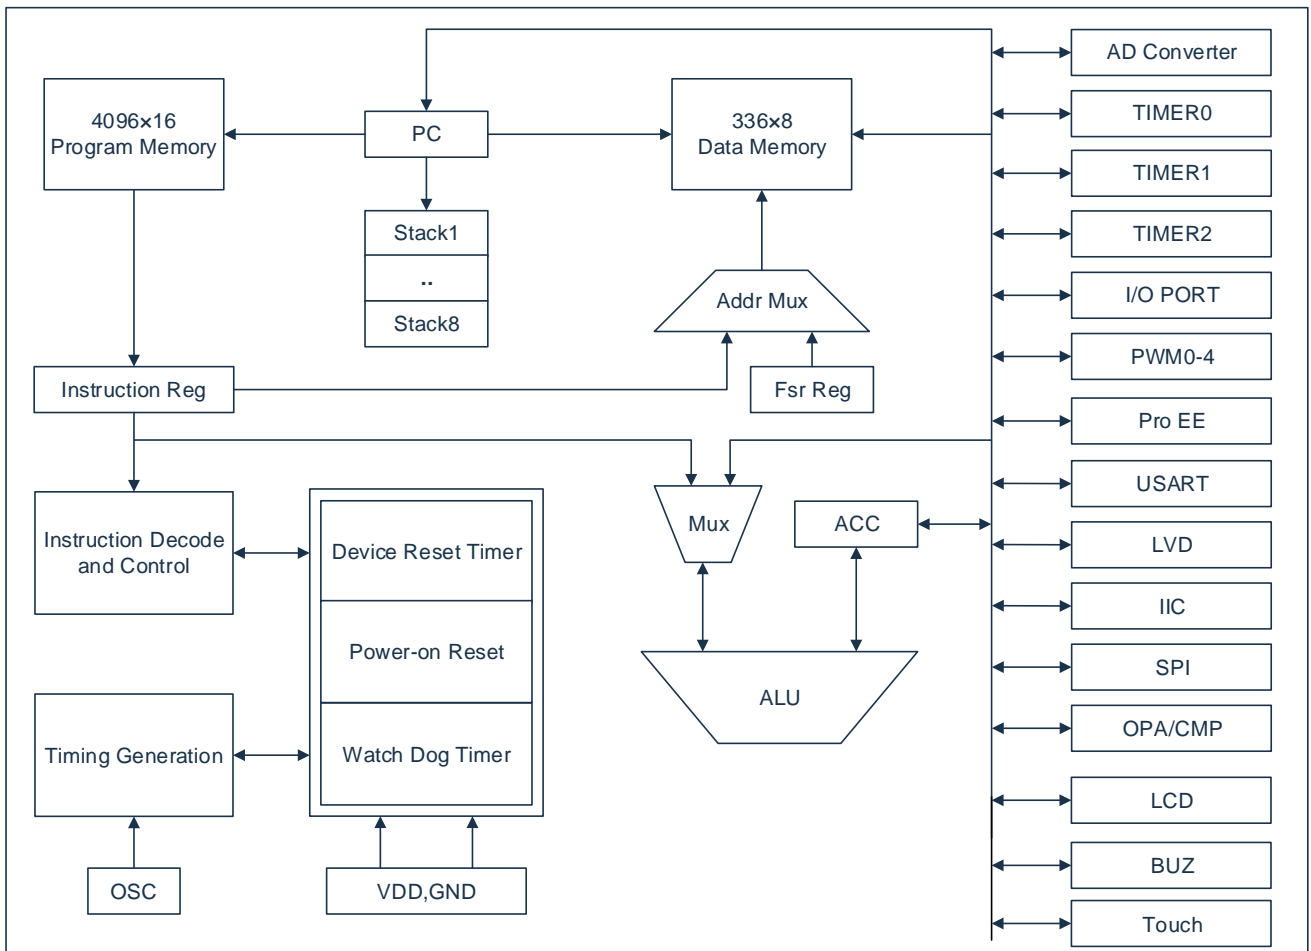 4096×16
Program Memory
PC
336×8
Data Memory
Stack1
..
Stack8
Addr Mux
Instruction Reg
Fsr Reg
Instruction Decode
and Control
Device Reset Timer
Power-on Reset
Watch Dog Timer
Timing Generation
OSC
VDD,GND
Mux
ACC
ALU
AD Converter
TIMER0
TIMER1
TIMER2
I/O PORT
PWM0-4
Pro EE
USART
LVD
IIC
SPI
OPA/CMP
LCD
BUZ
Touch